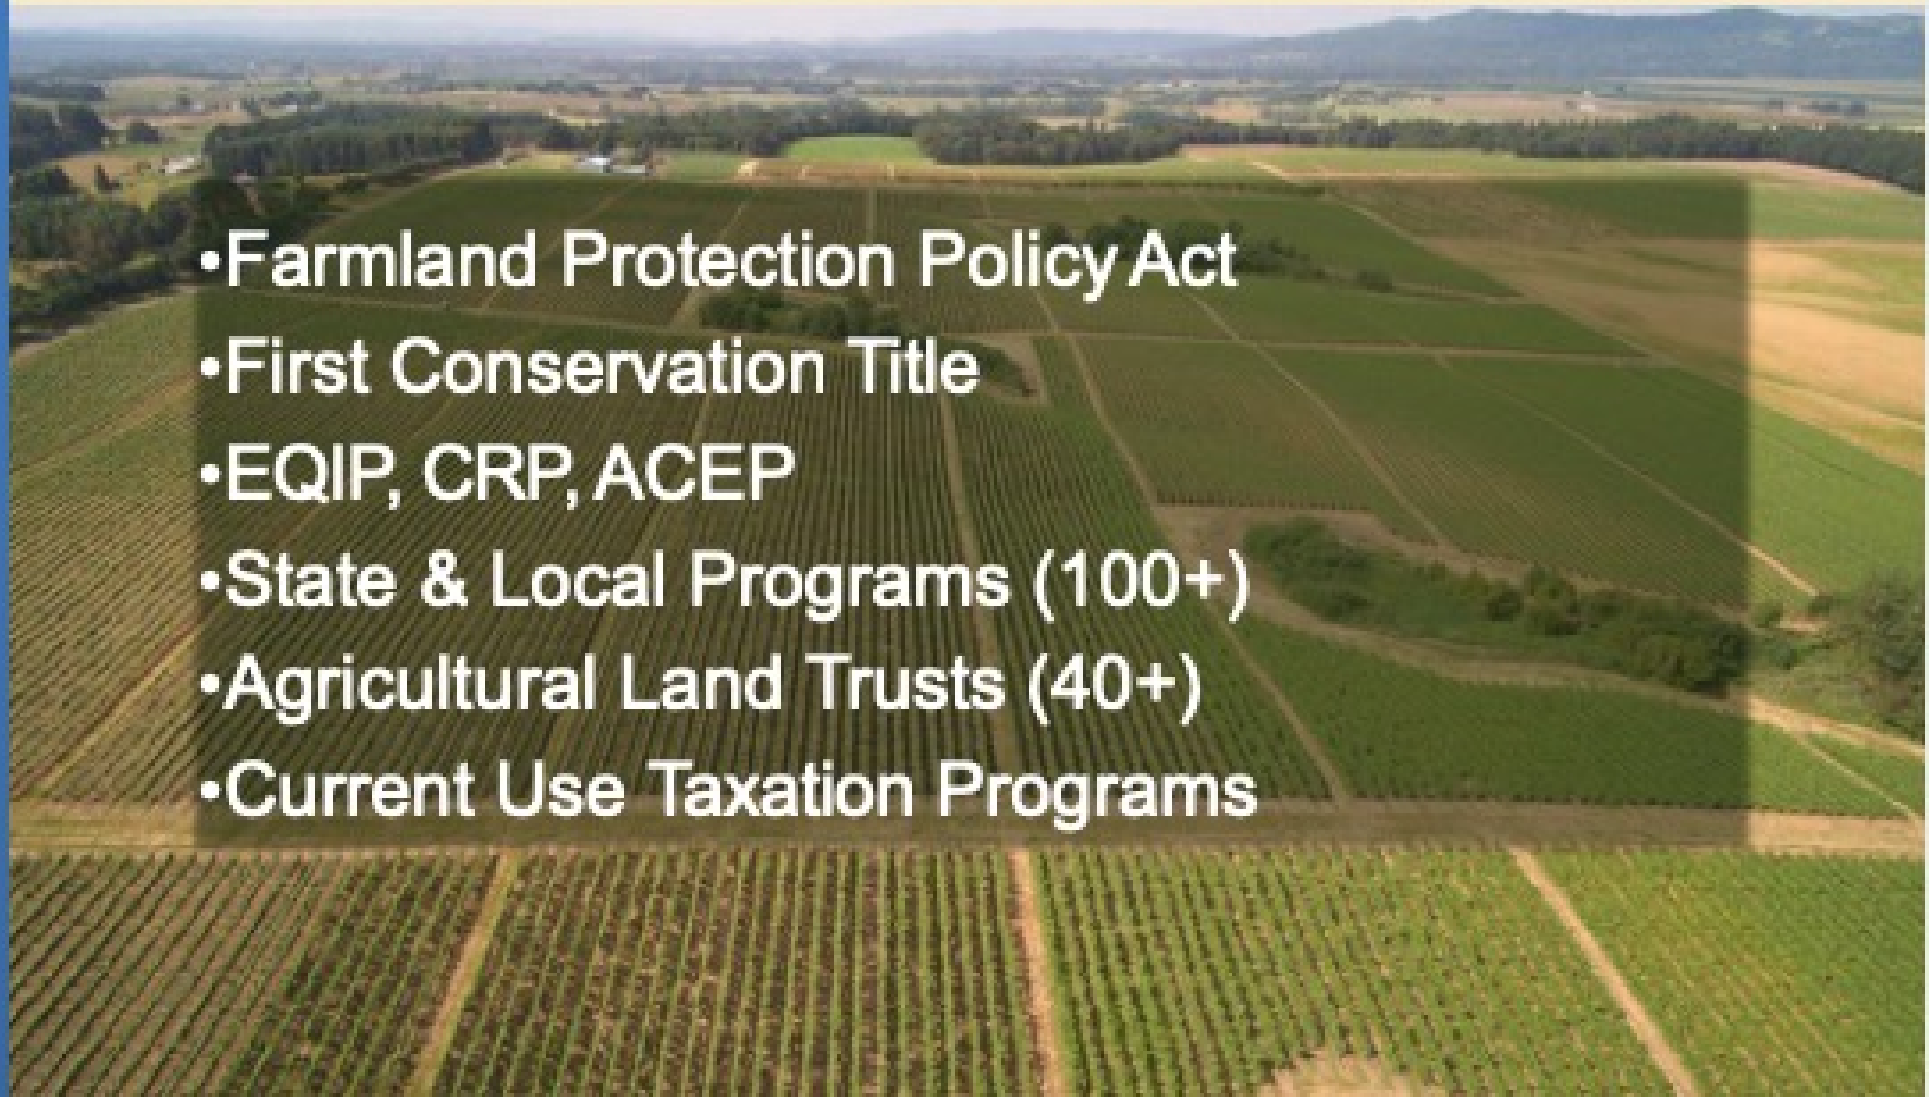 •Farmland Protection Policy Act
•First Conservation Title
•EQIP, CRP, ACEP
•State & Local Programs (100+)
•Agricultural Land Trusts (40+)
•Current Use Taxation Programs